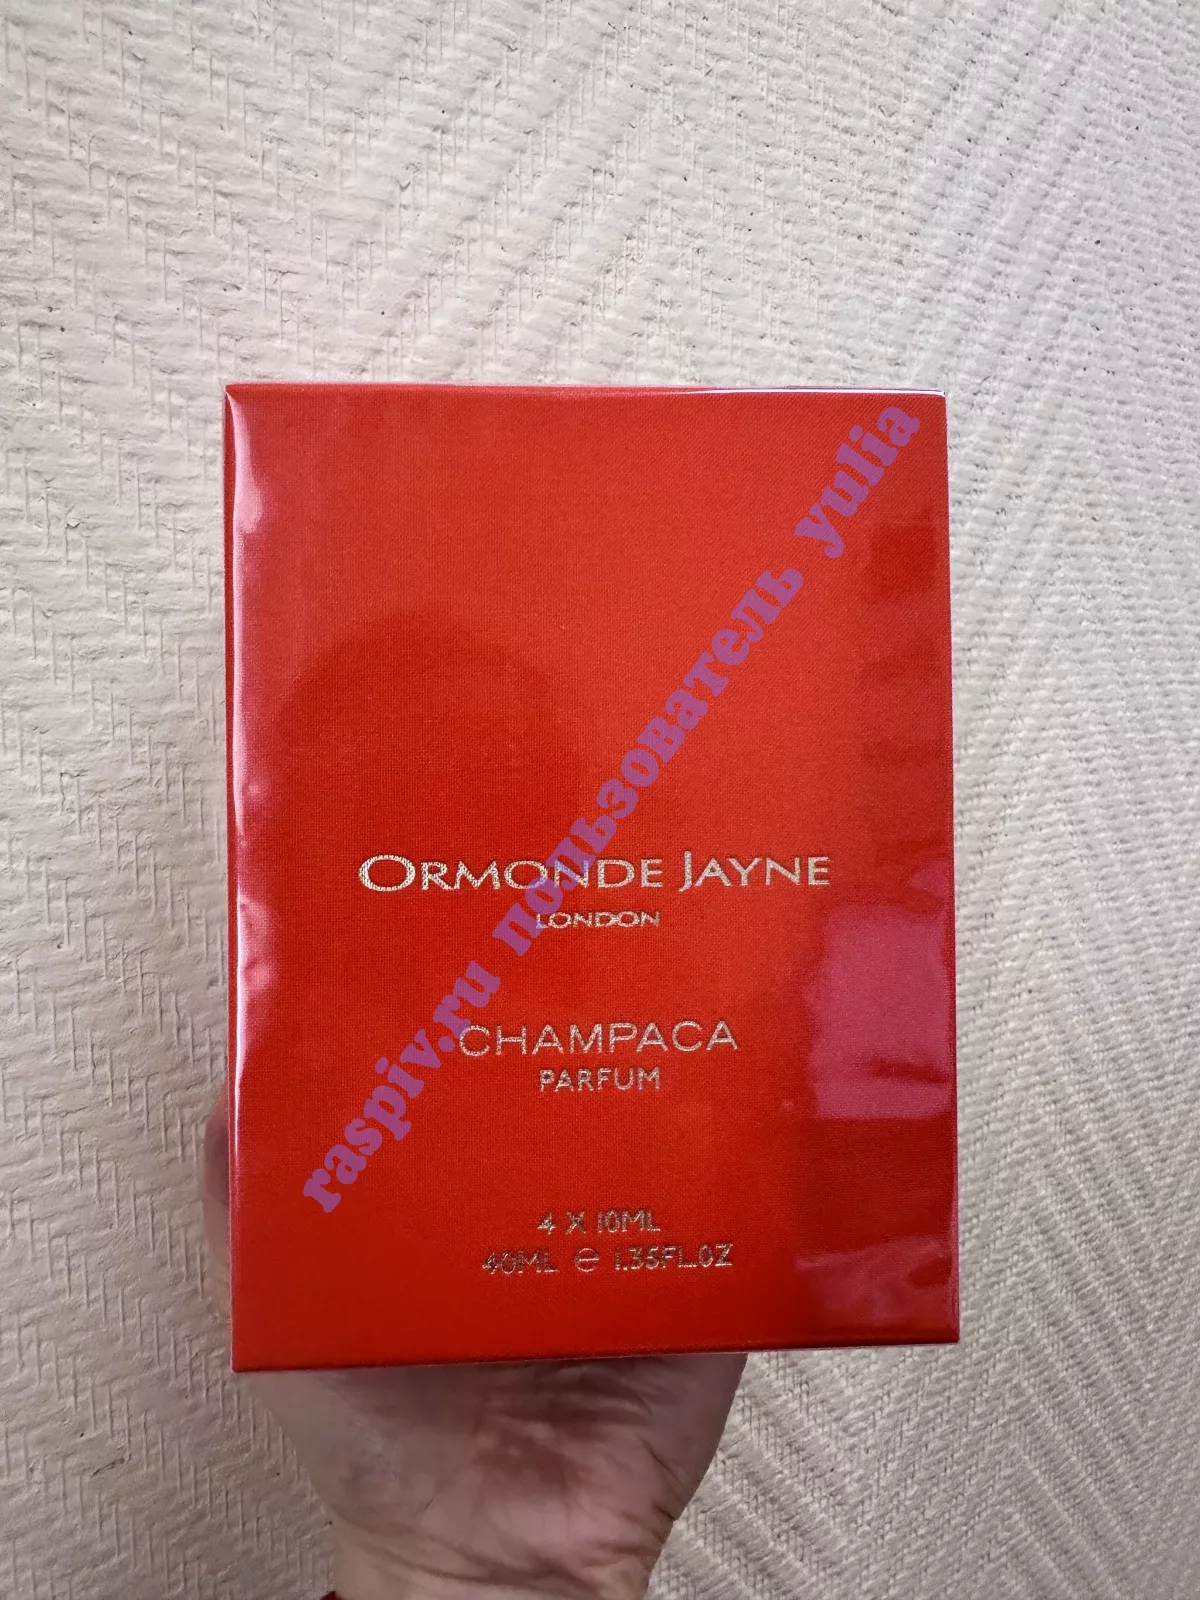 ORMONDE JAYNE
LONDON
CHAMPACA
PARFUM
4 X 10ML
40ML e 1.35FL.OZ
raspiv.ru пользователь yulia